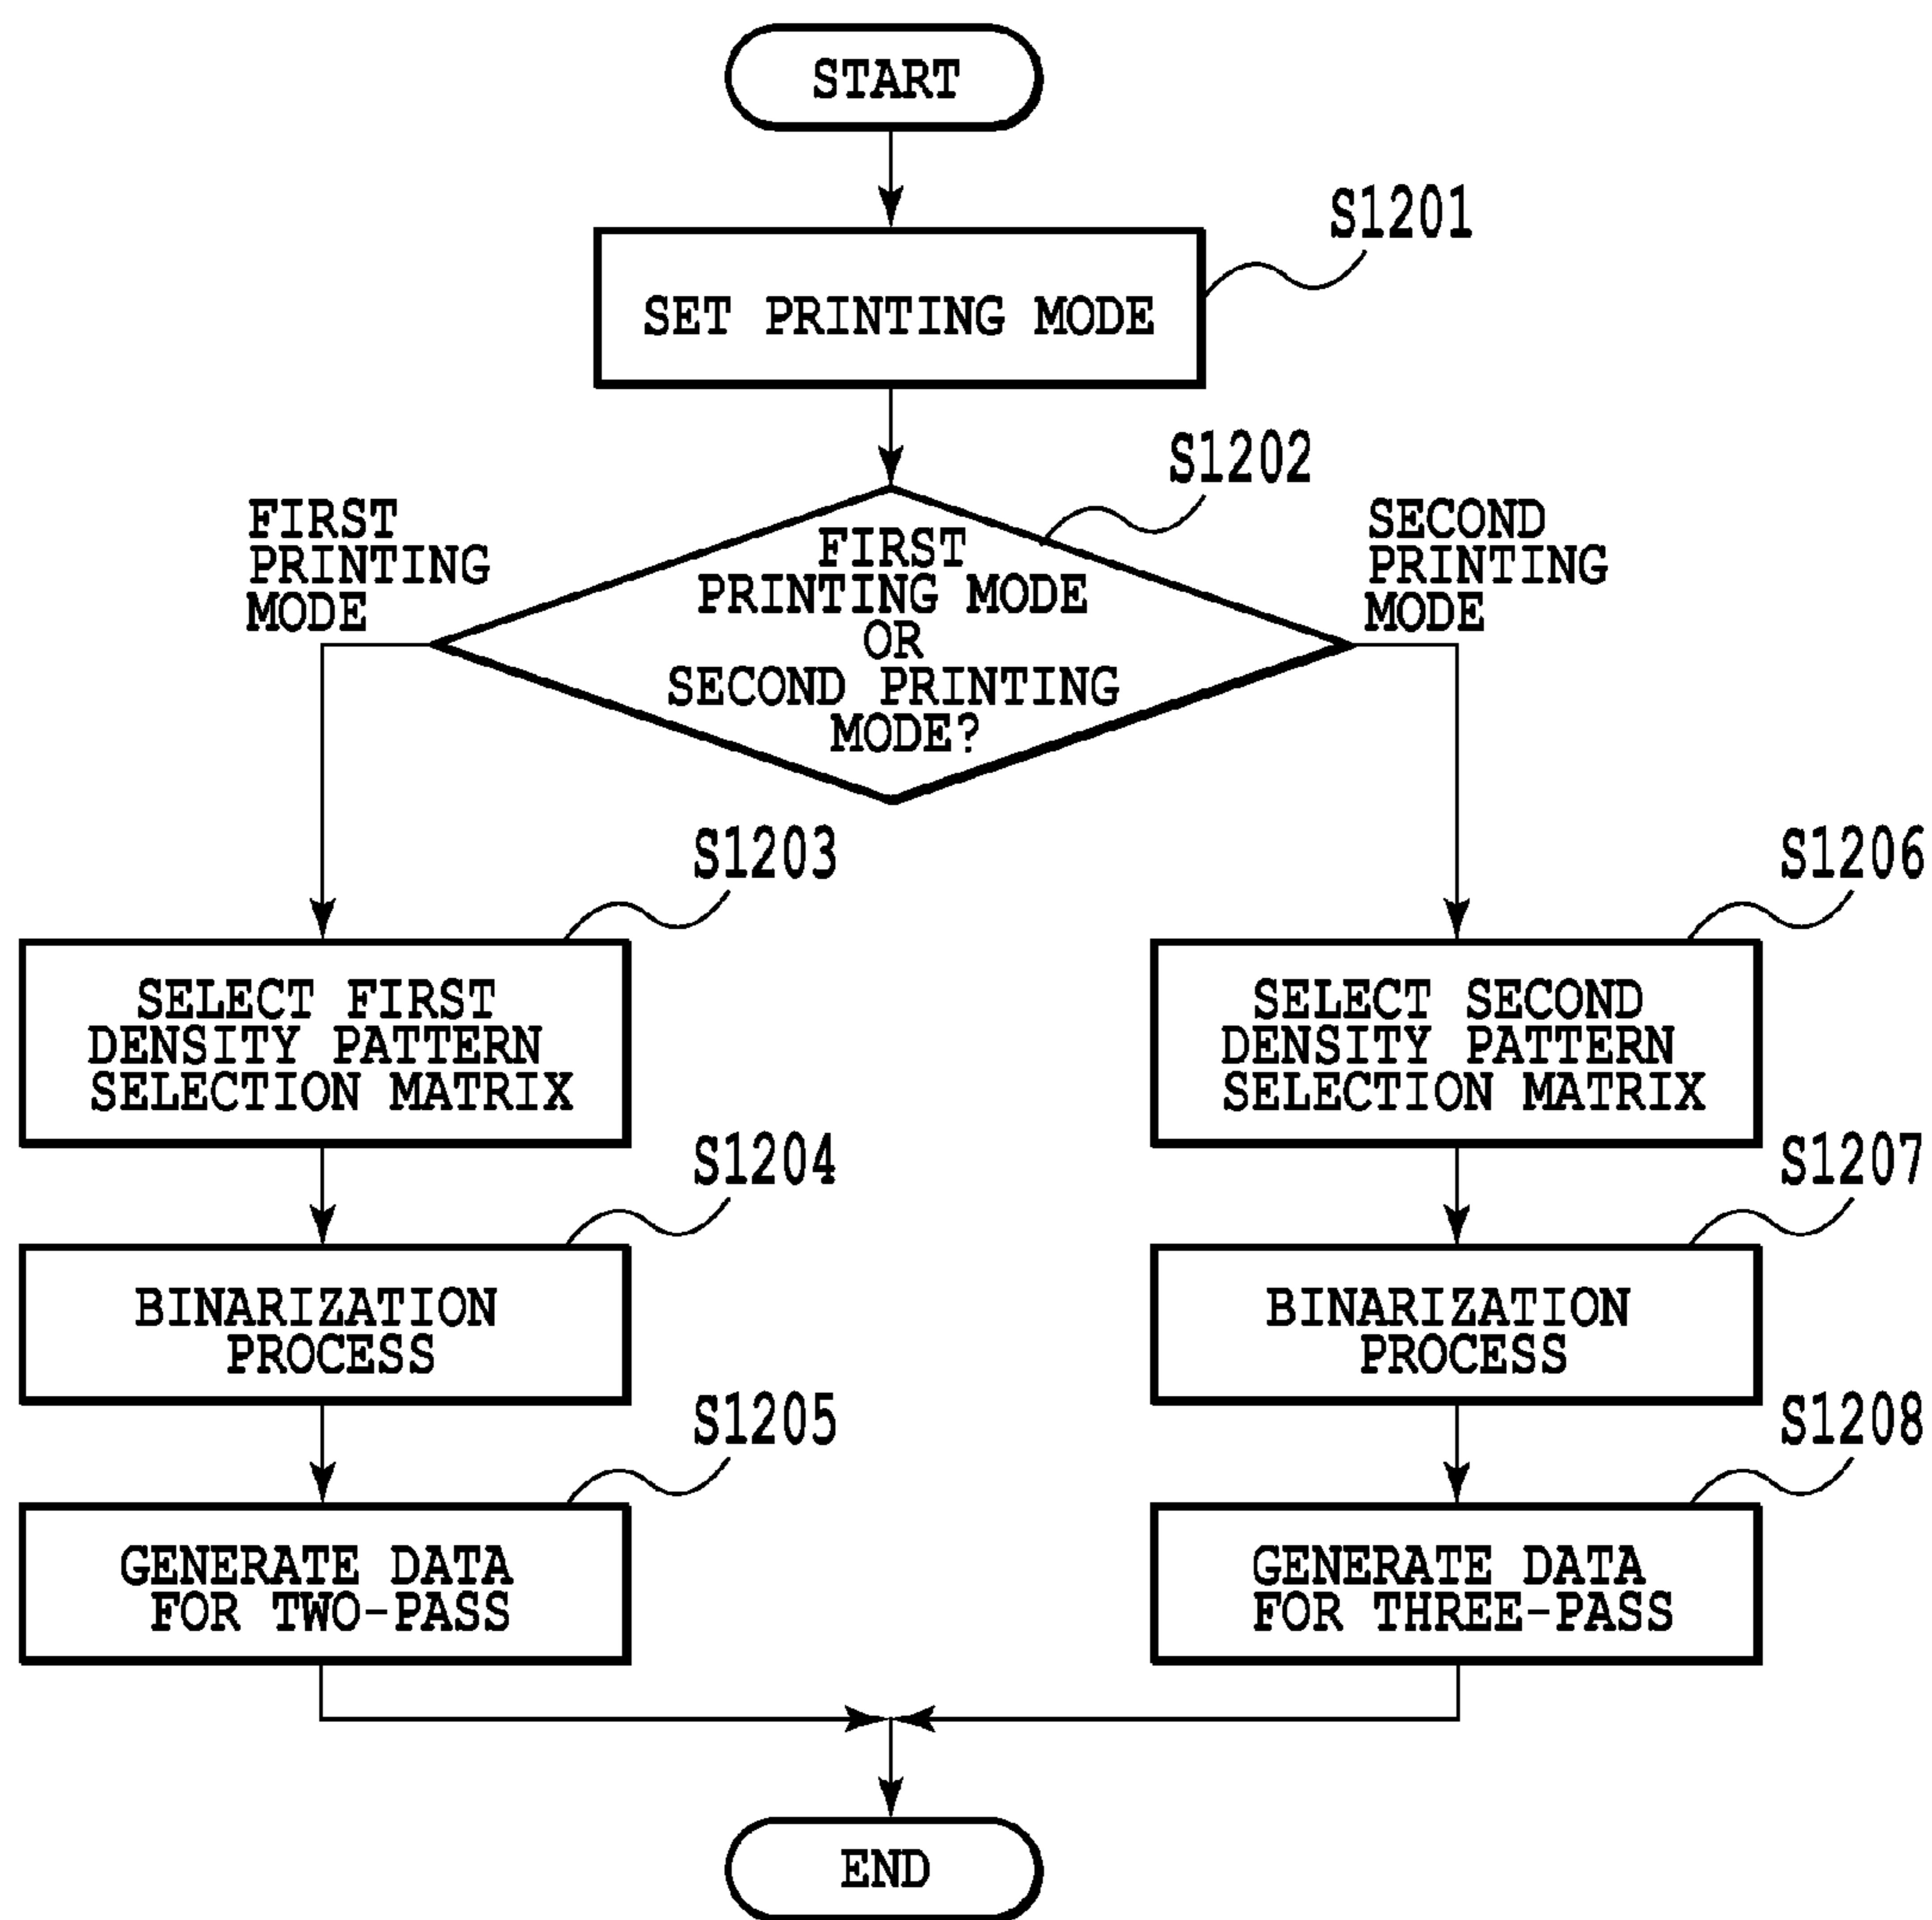 START
S1201
SET PRINTING MODE
S1202
FIRST
PRINTING
MODE
FIRST
PRINTING MODE
OR
SECOND PRINTING
MODE?
SECOND
PRINTING
MODE
S1203
SELECT FIRST
DENSITY PATTERN
SELECTION MATRIX
S1204
BINARIZATION
PROCESS
S1205
GENERATE DATA
FOR TWO-PASS
S1206
SELECT SECOND
DENSITY PATTERN
SELECTION MATRIX
S1207
BINARIZATION
PROCESS
S1208
GENERATE DATA
FOR THREE-PASS
END